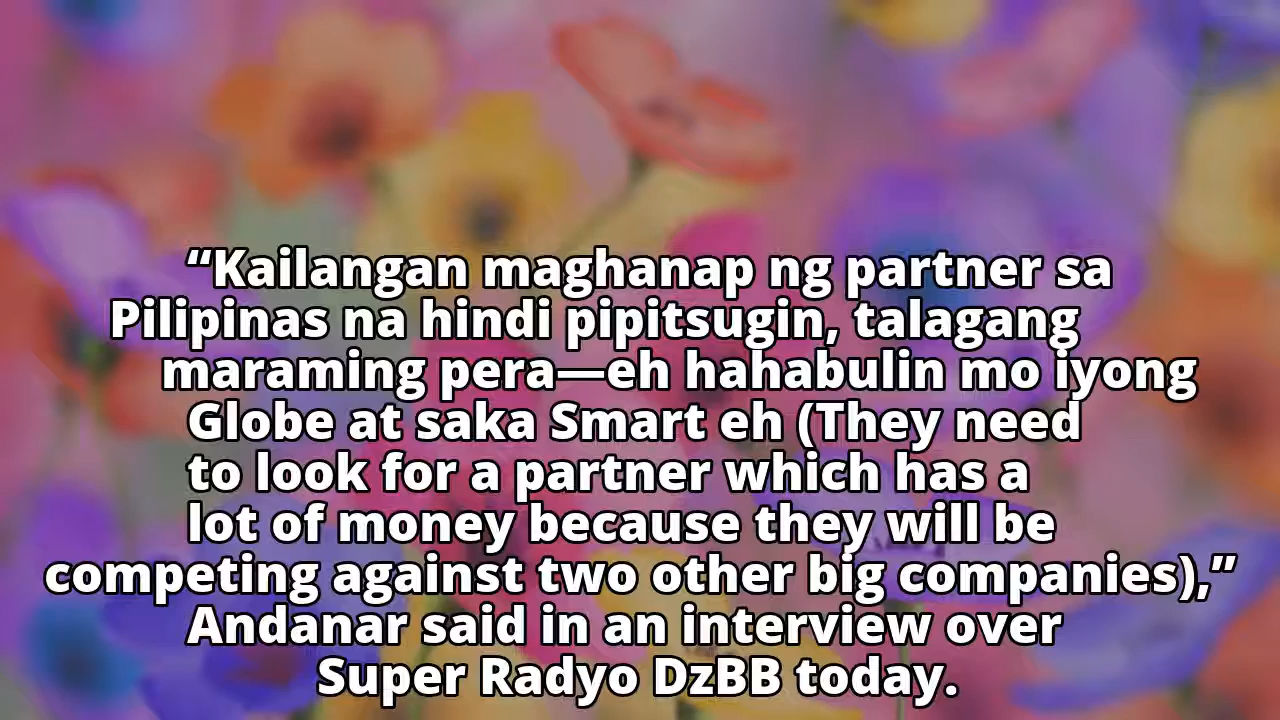 “Kailangan maghanap ng partner sa
Pilipinas na hindi pipitsugin, talagang
maraming pera—eh hahabulin mo iyong
Globe at saka Smart eh (They need
to look for a partner which has a
lot of money because they will be
competing against two other big companies),”
Andanar said in an interview over
Super Radyo DzBB today.